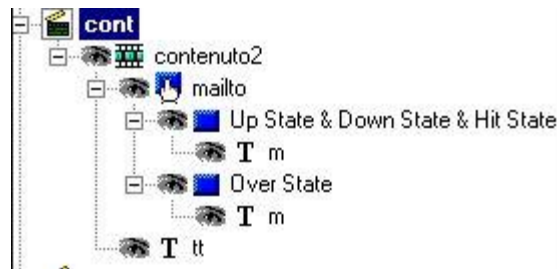 cont
contenuto2
mailto
Up State & Down State & Hit State
T m
Over State
T m
T tt